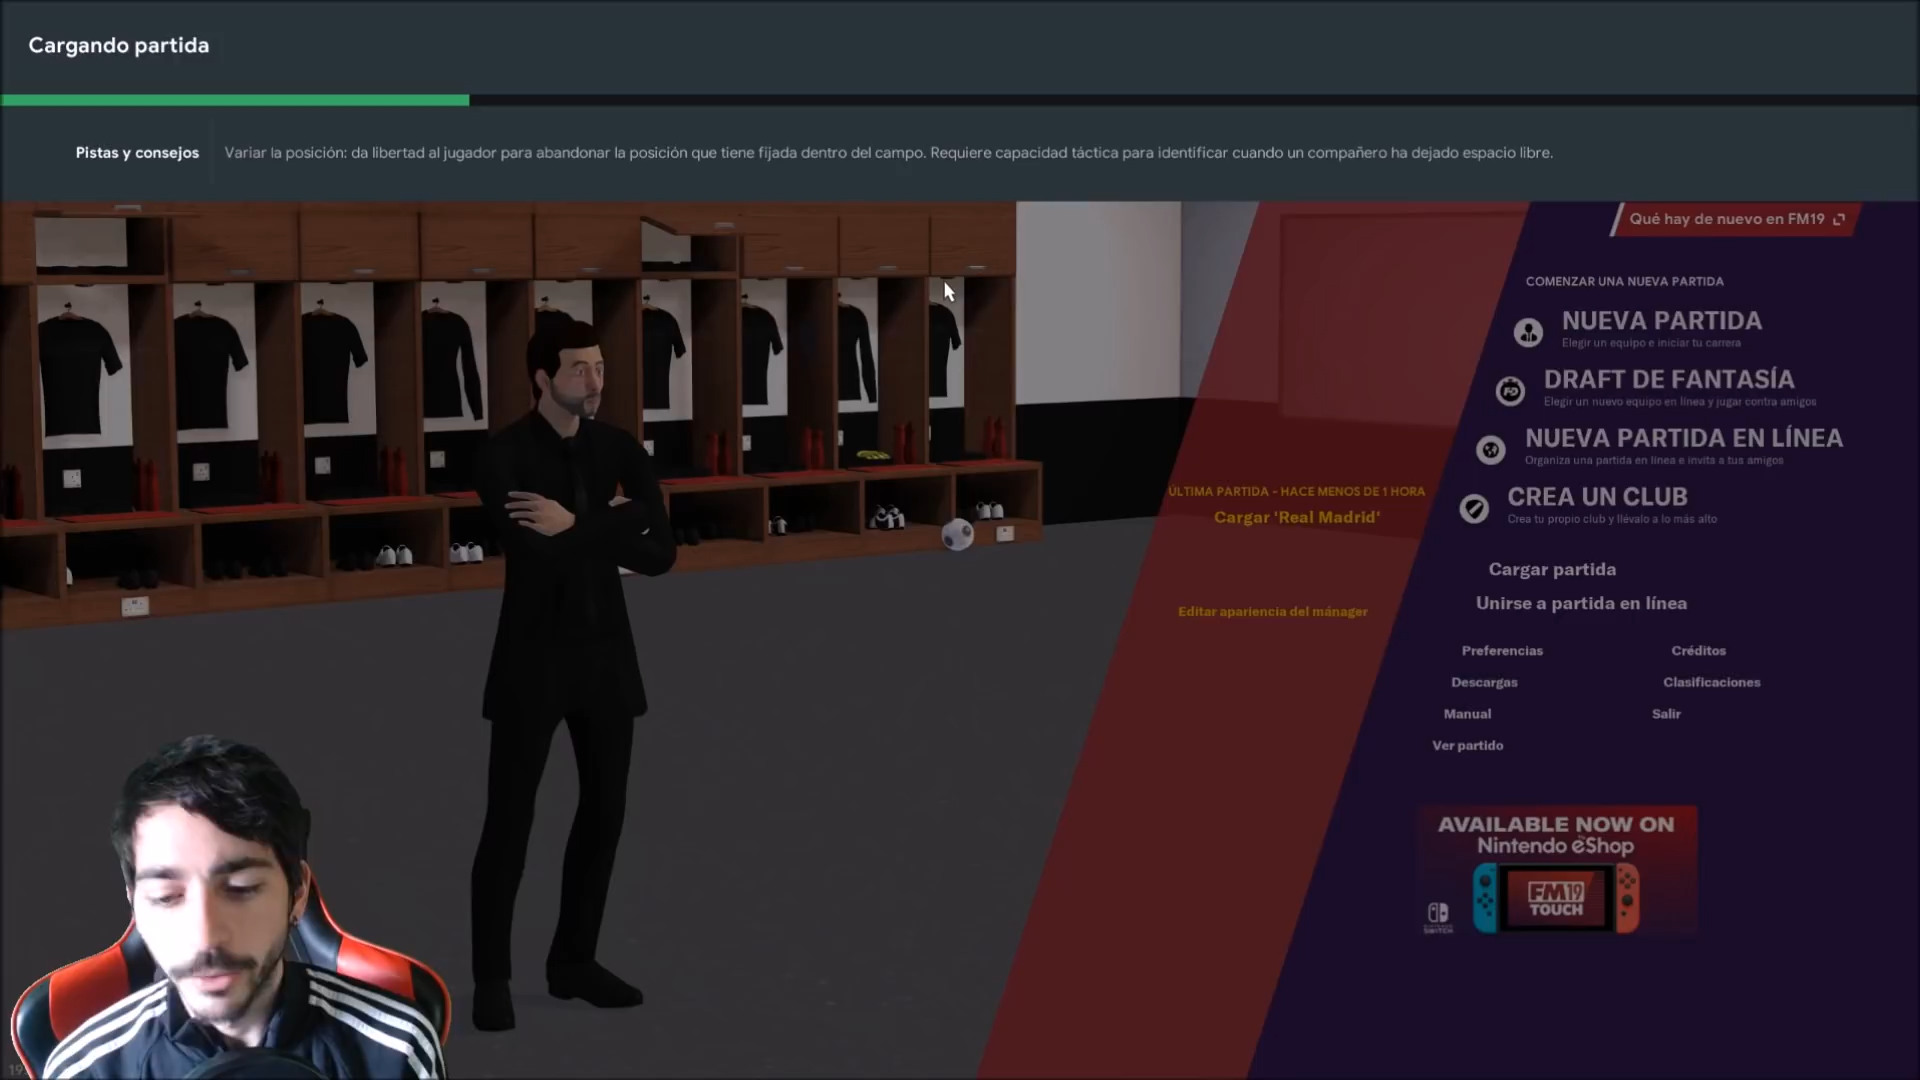 Cargando partida
Pistas y consejos
Variar la posición: da libertad al jugador para abandonar la posición que tiene fijada dentro del campo. Requiere capacidad táctica para identificar cuando un compañero ha dejado espacio libre.
Qué hay de nuevo en FM19
COMENZAR UNA NUEVA PARTIDA
NUEVA PARTIDA
Elegir un equipo e iniciar tu carrera
DRAFT DE FANTASÍA
Elegir un nuevo equipo en línea y jugar contra amigos
NUEVA PARTIDA EN LÍNEA
Organiza una partida en línea e invita a tus amigos
CREA UN CLUB
Crea tu propio club y llévalo a lo más alto
ÚLTIMA PARTIDA - HACE MENOS DE 1 HORA
Cargar 'Real Madrid'
Editar apariencia del mánager
Cargar partida
Unirse a partida en línea
Preferencias
Créditos
Descargas
Clasificaciones
Manual
Salir
Ver partido
AVAILABLE NOW ON
Nintendo eShop
FM19
TOUCH
NINTENDO
SWITCH